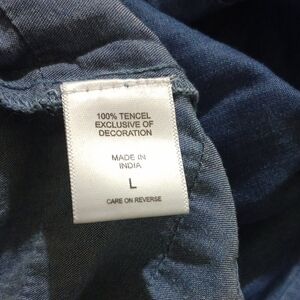 100% TENCEL
EXCLUSIVE OF
DECORATION
MADE IN
INDIA
L
CARE ON REVERSE